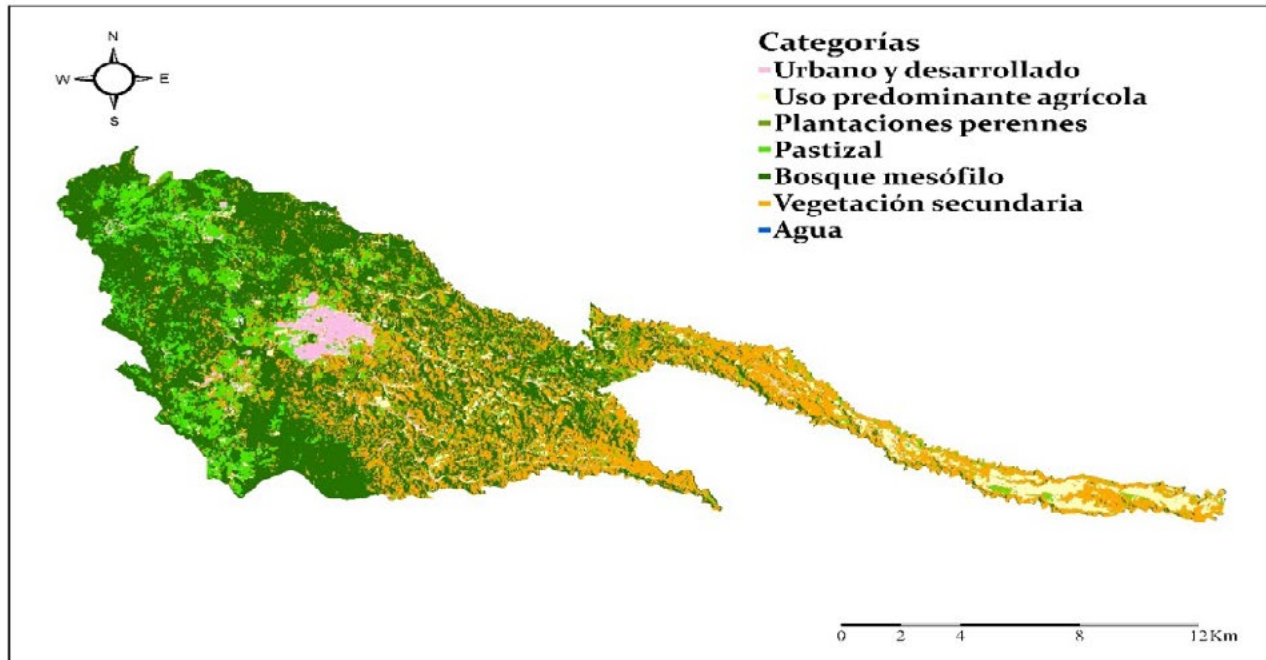 N
W E
S
Categorías
Urbano y desarrollado
Uso predominante agrícola
Plantaciones perennes
Pastizal
Bosque mesófilo
Vegetación secundaria
Agua
0 2 4 8 12Km